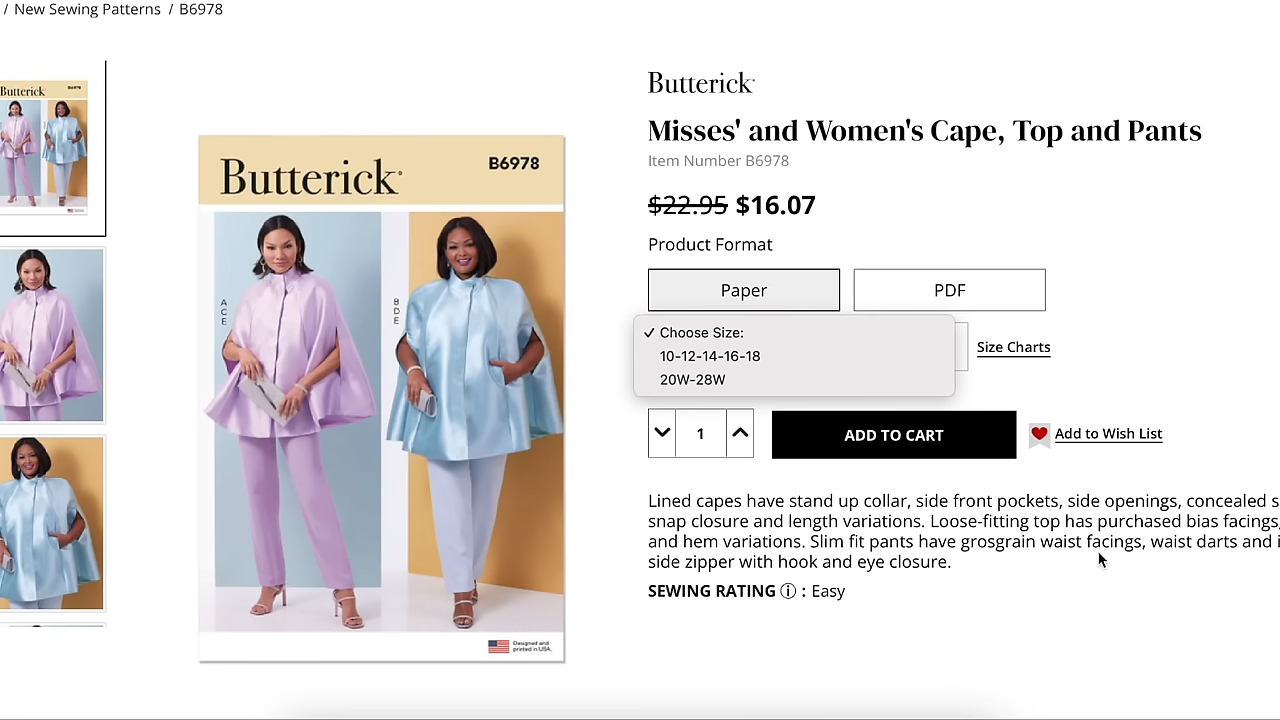 / New Sewing Patterns / B6978
Butterick
Butterick
B6978
A
C
E
B
D
E
Designed and
printed in USA.
Butterick
Misses' and Women's Cape, Top and Pants
Item Number B6978
$22.95 $16.07
Product Format
Paper
PDF
✓ Choose Size:
10-12-14-16-18
20W-28W
Size Charts
1
ADD TO CART
Add to Wish List
Lined capes have stand up collar, side front pockets, side openings, concealed
snap closure and length variations. Loose-fitting top has purchased bias facings,
and hem variations. Slim fit pants have grosgrain waist facings, waist darts and
side zipper with hook and eye closure.
SEWING RATING ⓘ : Easy